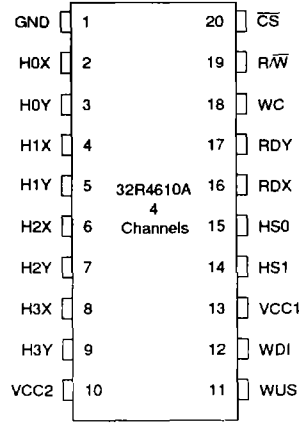 GND 1 20 C̅S̅
H0X 2 19 R/W̅
H0Y 3 18 WC
H1X 4 17 RDY
H1Y 5 32R4610A 16 RDX
4
H2X 6 Channels 15 HS0
H2Y 7 14 HS1
H3X 8 13 VCC1
H3Y 9 12 WDI
VCC2 10 11 WUS